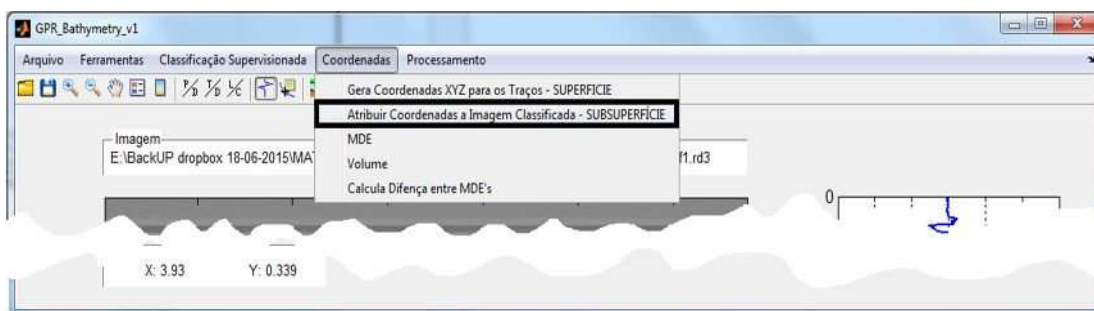 GPR_Bathymetry_v1
Arquivo Ferramentas Classificação Supervisionada Coordenadas Processamento
Gera Coordenadas XYZ para os Traços - SUPERFICIE
Atribuir Coordenadas a Imagem Classificada - SUBSUPERFÍCIE
MDE
Volume
Calcula Difença entre MDE's
Imagem
E:\BackUP dropbox 18-06-2015\MA f1.rd3
0
X: 3.93 Y: 0.339